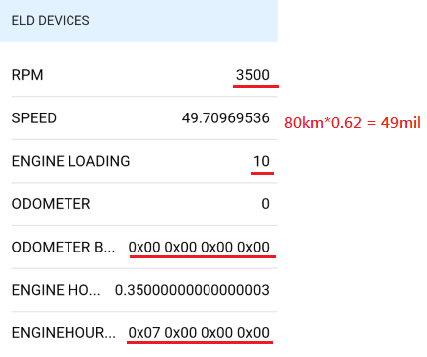 ELD DEVICES
RPM 3500
SPEED 49.70969536
80km*0.62 = 49mil
ENGINE LOADING 10
ODOMETER 0
ODOMETER B... 0x00 0x00 0x00 0x00
ENGINE HO... 0.35000000000000003
ENGINEHOUR... 0x07 0x00 0x00 0x00